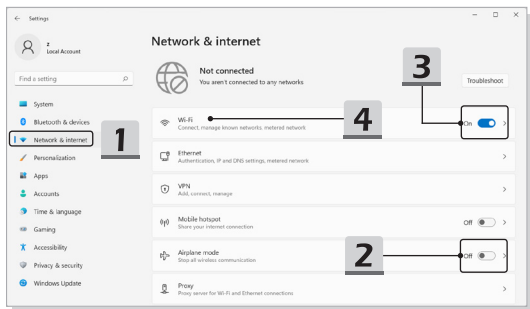 Settings
z
Local Account
Find a setting
System
Bluetooth & devices
Network & internet
Personalization
Apps
Accounts
Time & language
Gaming
Accessibility
Privacy & security
Windows Update
1
Network & internet
Not connected
You aren't connected to any networks
Troubleshoot
3
Wi-Fi
Connect, manage known networks, metered network
4
On
Ethernet
Authentication, IP and DNS settings, metered network
VPN
Add, connect, manage
Mobile hotspot
Share your internet connection
Off
Airplane mode
Stop all wireless communication
2
Off
Proxy
Proxy server for Wi-Fi and Ethernet connections